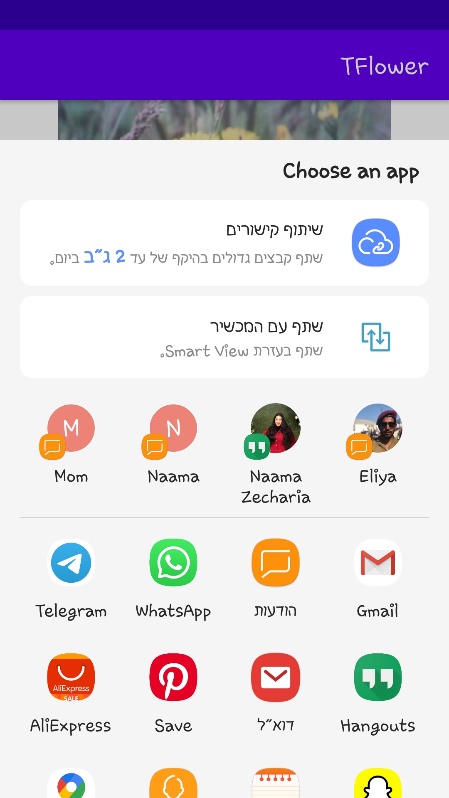 TFlower
Choose an app
שיתוף קישורים
שתף קבצים גדולים בהיקף של עד 2 ג״ב ביום.
שתף עם המכשיר
שתף בעזרת Smart View.
M
N
Eliya
Naama
Zecharia
Naama
Mom
Gmail
הודעות
WhatsApp
Telegram
AliExpress
SALE
Hangouts
דוא״ל
Save
AliExpress